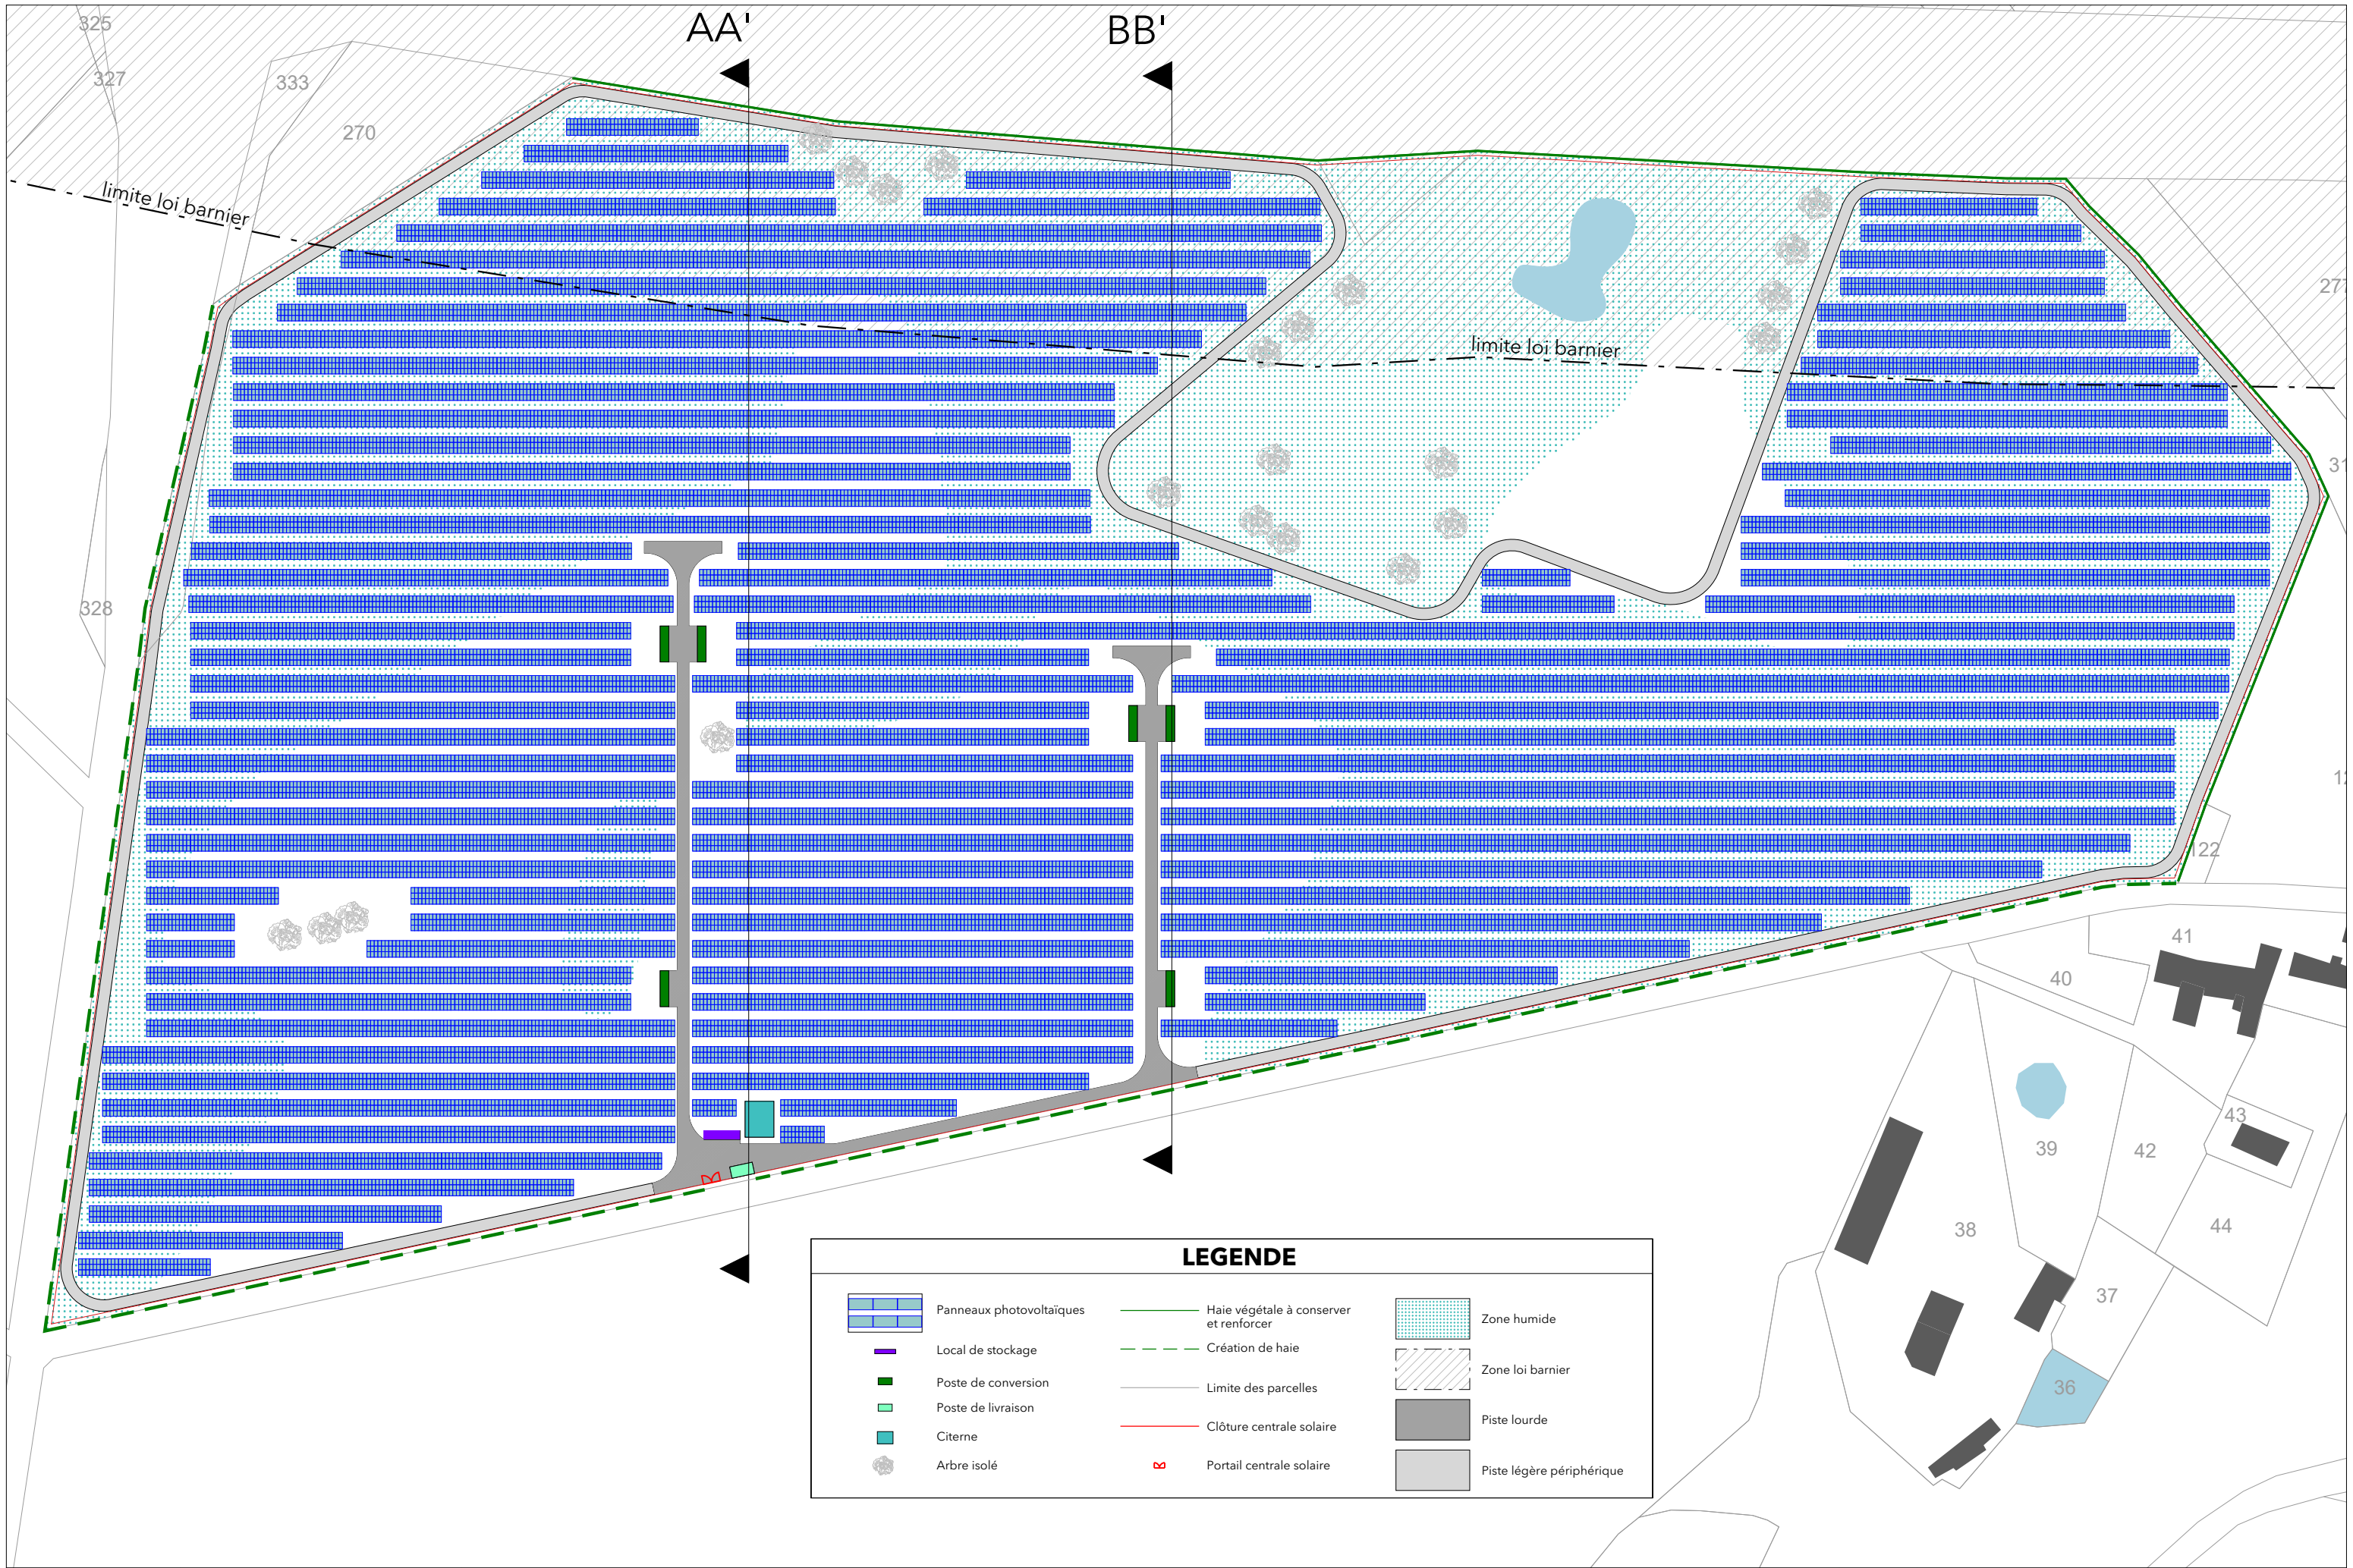 AA'
BB'
325
327
333
270
limite loi barnier
277
limite loi barnier
31
328
12
122
41
40
43
39
42
38
44
37
36
LEGENDE
Panneaux photovoltaïques
Local de stockage
Poste de conversion
Poste de livraison
Citerne
Arbre isolé
Haie végétale à conserver
et renforcer
Création de haie
Limite des parcelles
Clôture centrale solaire
Portail centrale solaire
Zone humide
Zone loi barnier
Piste lourde
Piste légère périphérique